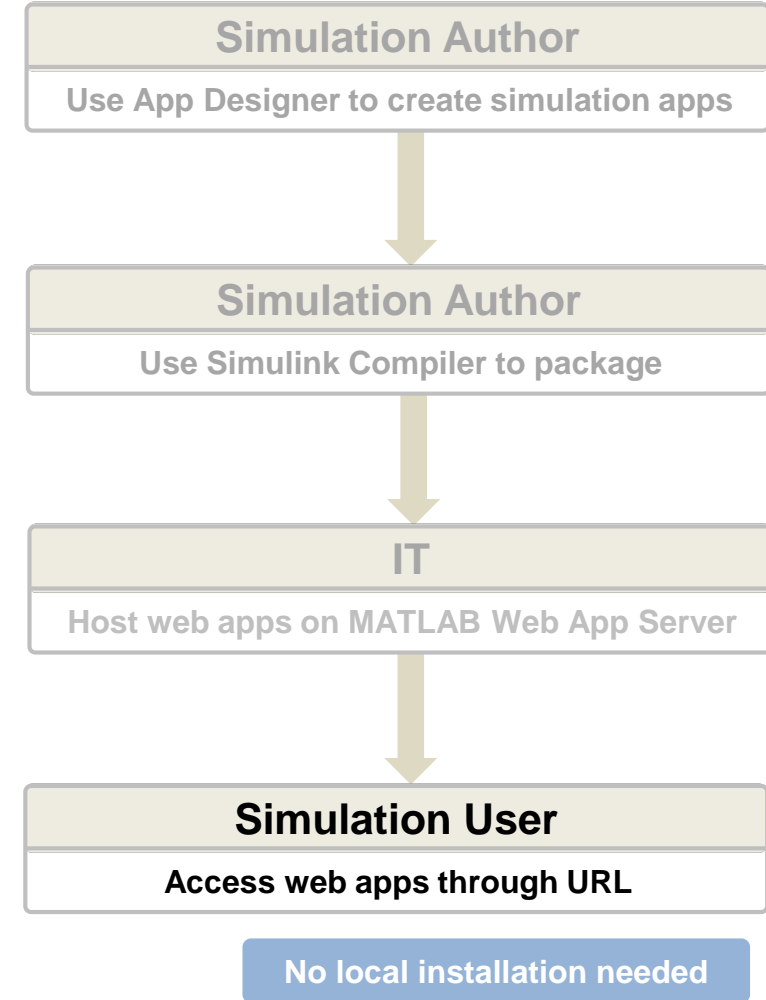 Simulation Author
Use App Designer to create simulation apps
Simulation Author
Use Simulink Compiler to package
IT
Host web apps on MATLAB Web App Server
Simulation User
Access web apps through URL
No local installation needed